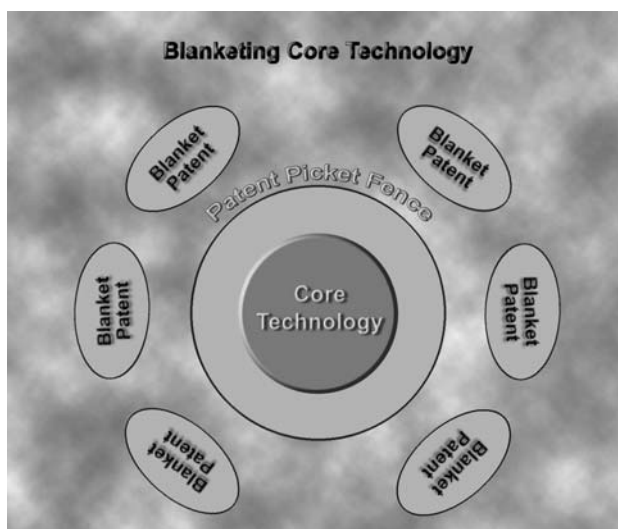 Blanketing Core Technology
Blanket
Patent
Blanket
Patent
Patent Picket Fence
Blanket
Patent
Core
Technology
Blanket
Patent
Blanket
Patent
Blanket
Patent